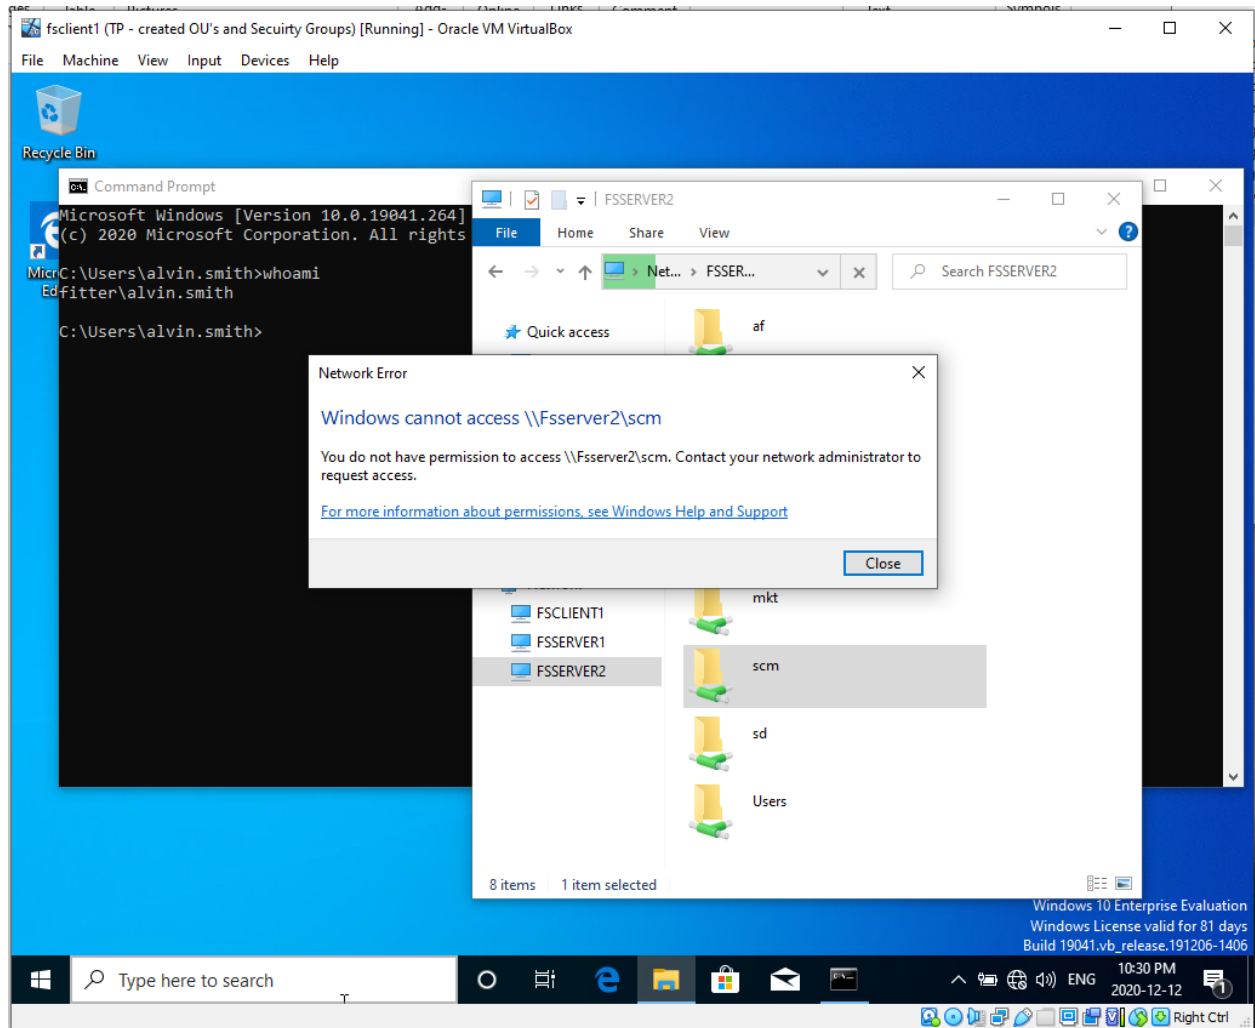 fsclient1 (TP - created OU's and Secuirty Groups) [Running] - Oracle VM VirtualBox
File Machine View Input Devices Help
Recycle Bin
Command Prompt
Microsoft Windows [Version 10.0.19041.264]
(c) 2020 Microsoft Corporation. All rights
C:\Users\alvin.smith>whoami
fitter\alvin.smith
C:\Users\alvin.smith>
FSSERVER2
File Home Share View
Net... > FSSER...
Search FSSERVER2
Quick access
af
Network Error
Windows cannot access \\Fsserver2\scm
You do not have permission to access \\Fsserver2\scm. Contact your network administrator to
request access.
For more information about permissions, see Windows Help and Support
Close
mkt
FSCLIENT1
FSSERVER1
FSSERVER2
scm
sd
Users
8 items 1 item selected
Windows 10 Enterprise Evaluation
Windows License valid for 81 days
Build 19041.vb_release.191206-1406
Type here to search
ENG
10:30 PM
2020-12-12
1
Right Ctrl